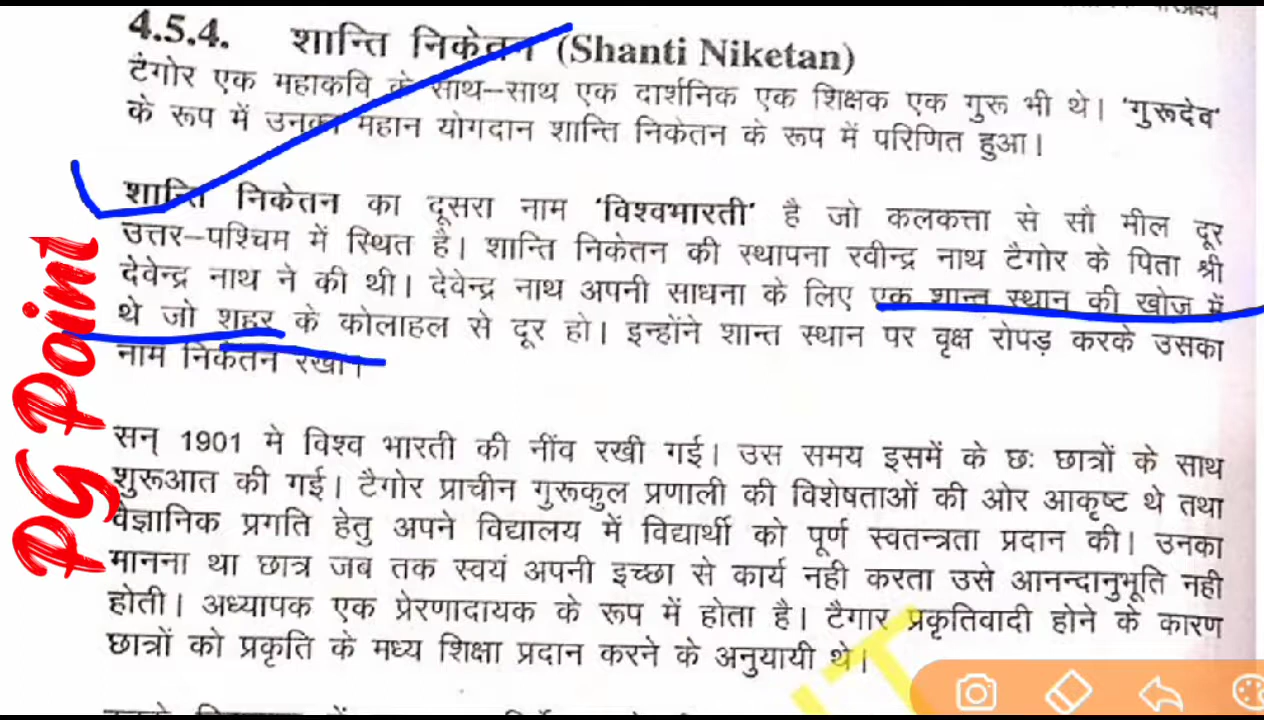 4.5.4. शान्ति निकेतन (Shanti Niketan)
टैगोर एक महाकवि के साथ–साथ एक दार्शनिक एक शिक्षक एक गुरू भी थे। 'गुरूदेव'
के रूप में उनका महान योगदान शान्ति निकेतन के रूप में परिणित हुआ।
शान्ति निकेतन का दूसरा नाम 'विश्वभारती' है जो कलकत्ता से सौ मील दूर
उत्तर–पश्चिम में स्थित है। शान्ति निकेतन की स्थापना रवीन्द्र नाथ टैगोर के पिता श्री
देवेन्द्र नाथ ने की थी। देवेन्द्र नाथ अपनी साधना के लिए एक शान्त स्थान की खोज में
थे जो शहर के कोलाहल से दूर हो। इन्होंने शान्त स्थान पर वृक्ष रोपड़ करके उसका
नाम निकेतन रखा।
सन् 1901 मे विश्व भारती की नींव रखी गई। उस समय इसमें के छः छात्रों के साथ
शुरूआत की गई। टैगोर प्राचीन गुरूकुल प्रणाली की विशेषताओं की ओर आकृष्ट थे तथा
वैज्ञानिक प्रगति हेतु अपने विद्यालय में विद्यार्थी को पूर्ण स्वतन्त्रता प्रदान की। उनका
मानना था छात्र जब तक स्वयं अपनी इच्छा से कार्य नही करता उसे आनन्दानुभूति नही
होती। अध्यापक एक प्रेरणादायक के रूप में होता है। टैगार प्रकृतिवादी होने के कारण
छात्रों को प्रकृति के मध्य शिक्षा प्रदान करने के अनुयायी थे।
PG Point